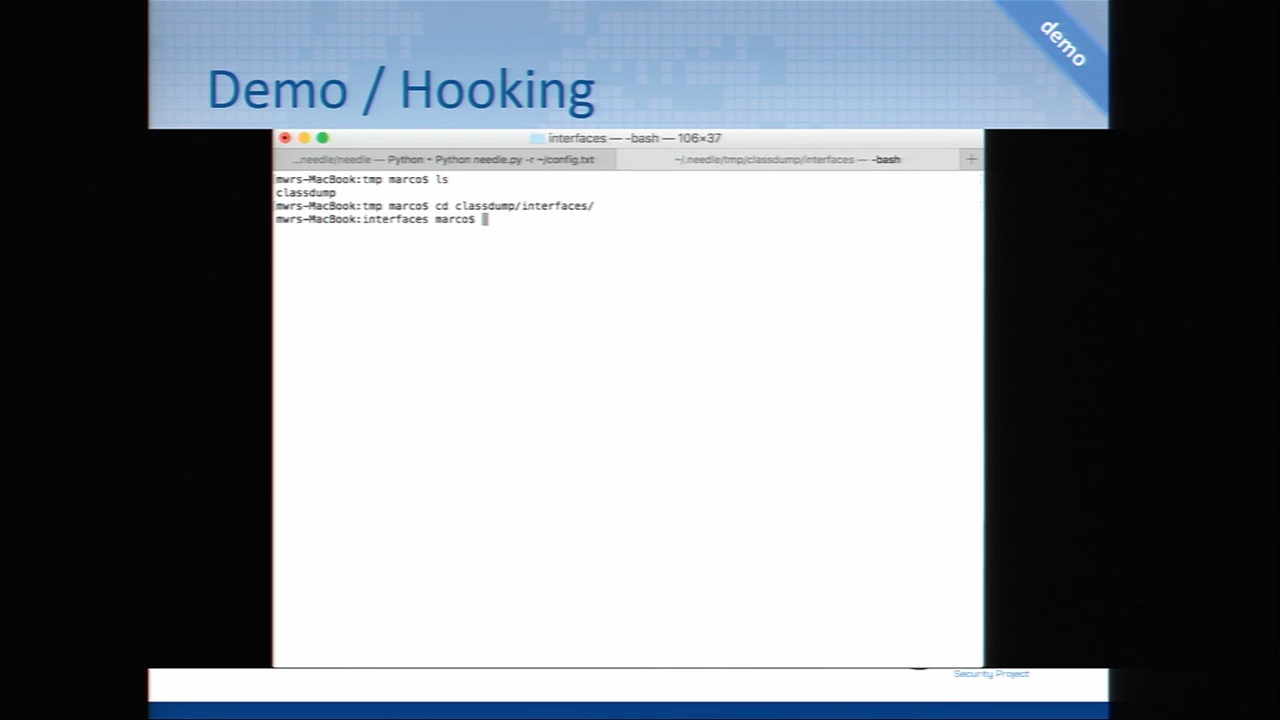 demo
Demo / Hooking
interfaces — -bash — 106×37
...needle/needle — Python • Python needle.py -r ~/config.txt
~/.needle/tmp/classdump/interfaces — -bash
+
mwrs-MacBook:tmp marco$ ls
classdump
mwrs-MacBook:tmp marco$ cd classdump/interfaces/
mwrs-MacBook:interfaces marco$
Security Project